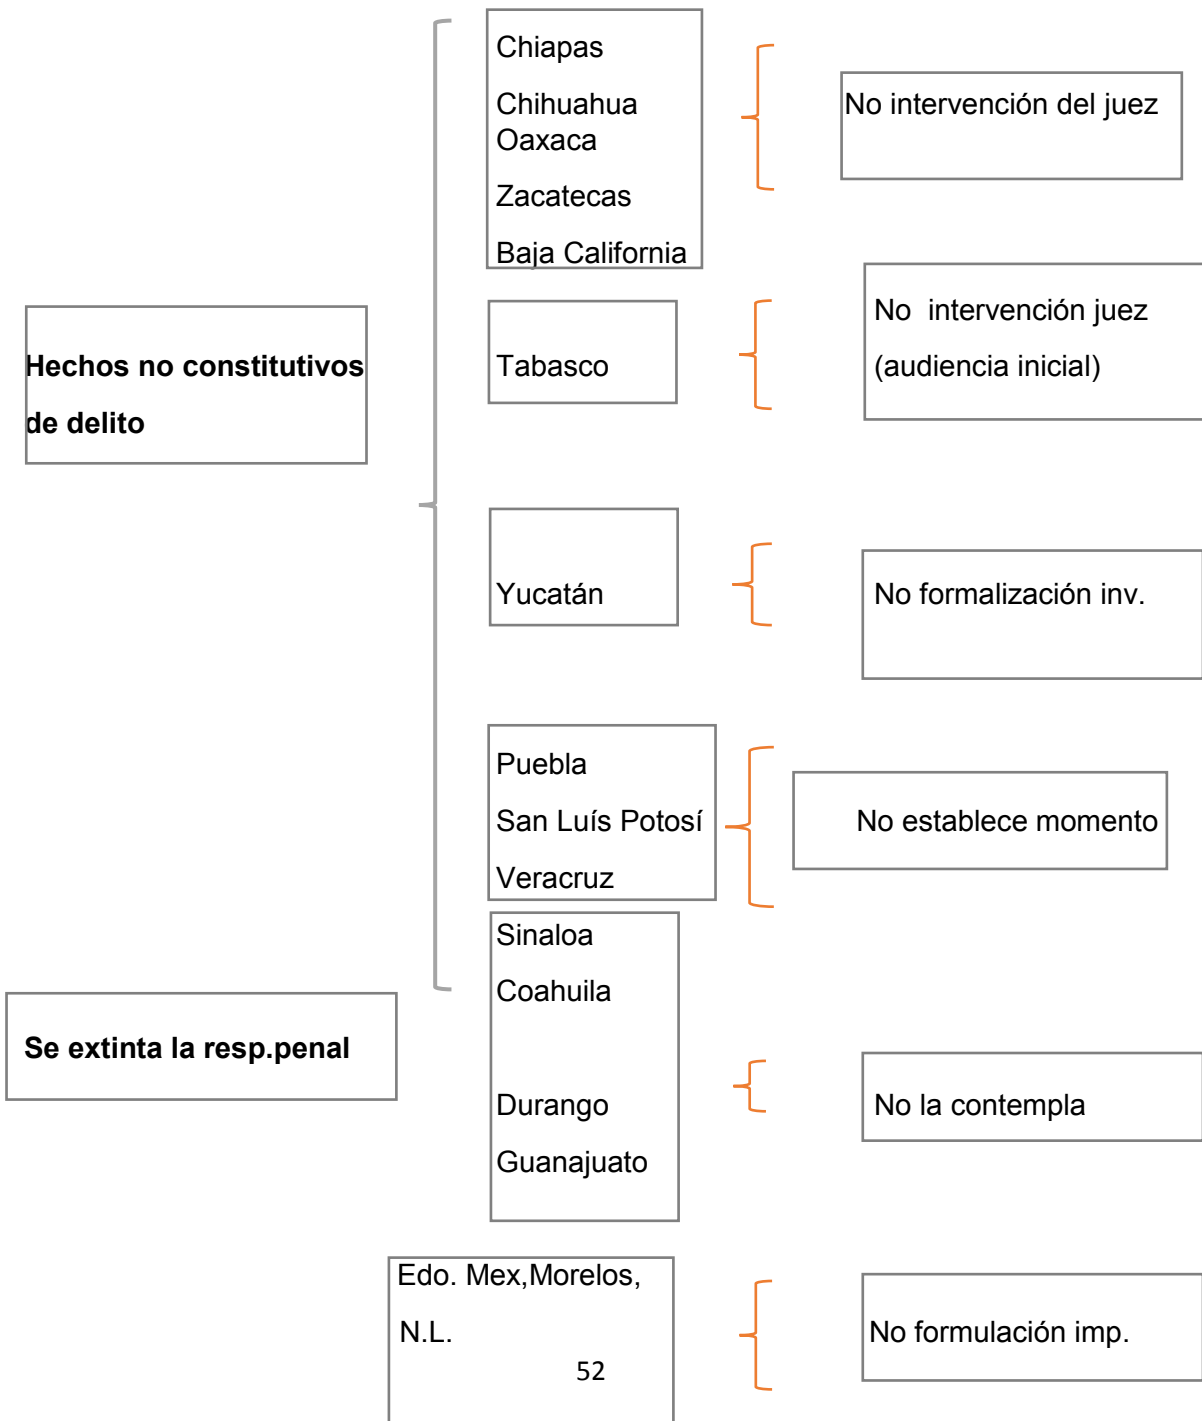 Chiapas
Chihuahua
Oaxaca
Zacatecas
Baja California
No intervención del juez
Hechos no constitutivos
de delito
Tabasco
No intervención juez
(audiencia inicial)
Yucatán
No formalización inv.
Puebla
San Luís Potosí
Veracruz
No establece momento
Se extinta la resp.penal
Sinaloa
Coahuila
Durango
Guanajuato
No la contempla
Edo. Mex,Morelos,
N.L.
No formulación imp.
52